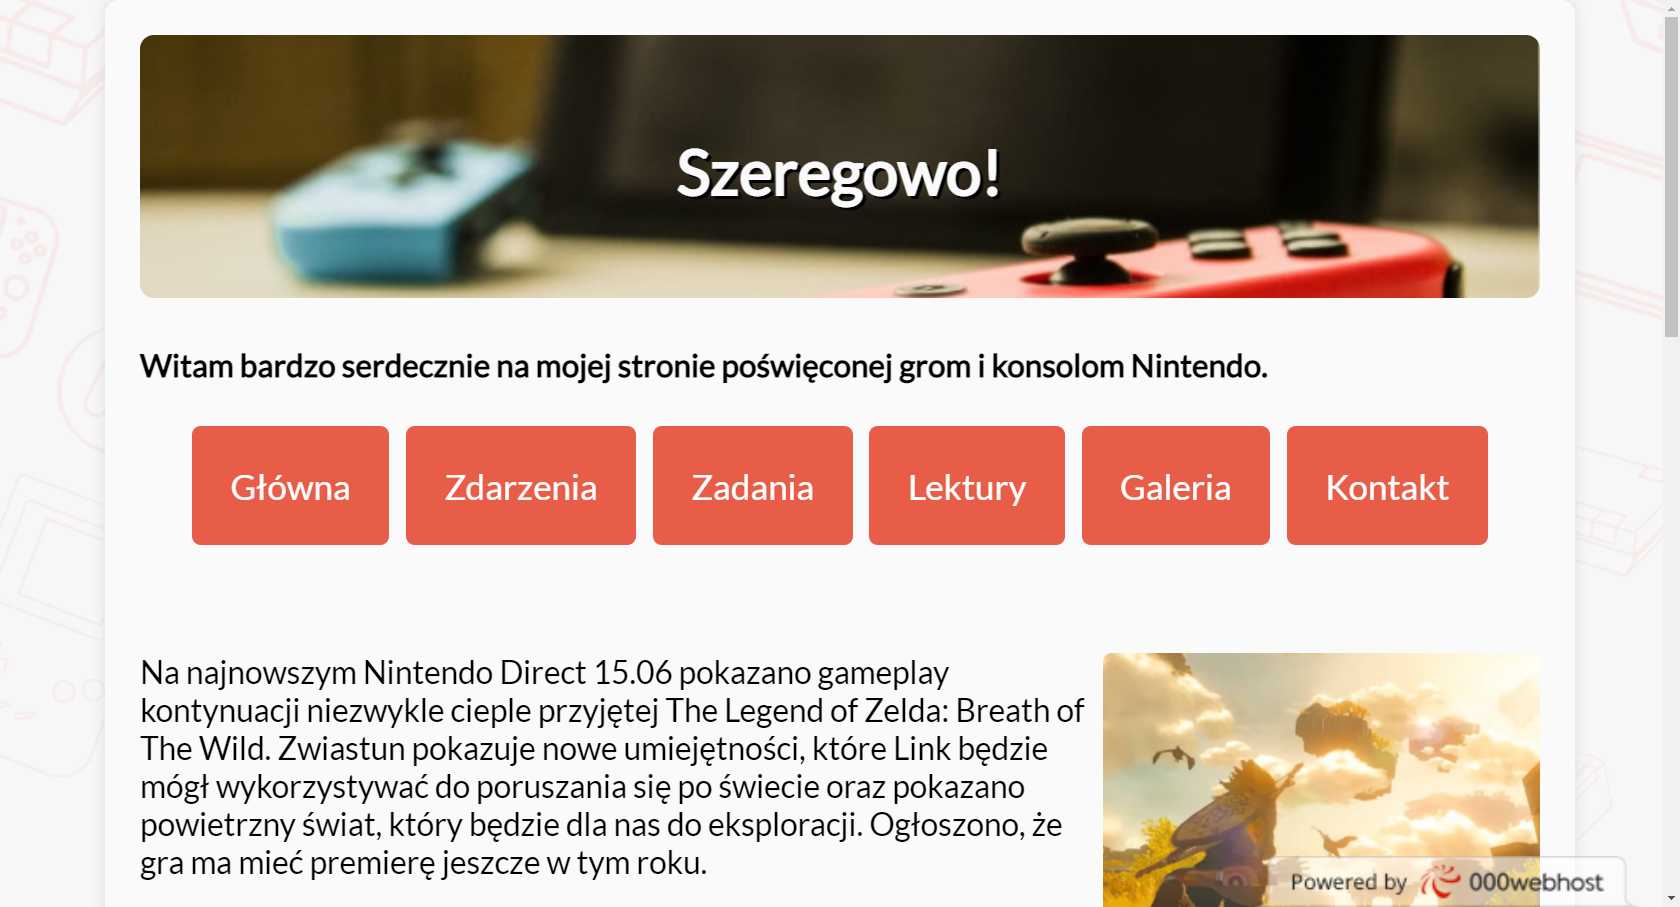 Szeregowo!
Witam bardzo serdecznie na mojej stronie poświęconej grom i konsolom Nintendo.
Główna Zdarzenia Zadania Lektury Galeria Kontakt
Na najnowszym Nintendo Direct 15.06 pokazano gameplay
kontynuacji niezwykle cieple przyjętej The Legend of Zelda: Breath of
The Wild. Zwiastun pokazuje nowe umiejętności, które Link będzie
mógł wykorzystywać do poruszania się po świecie oraz pokazano
powietrzny świat, który będzie dla nas do eksploracji. Ogłoszono, że
gra ma mieć premierę jeszcze w tym roku.
Powered by 000webhost